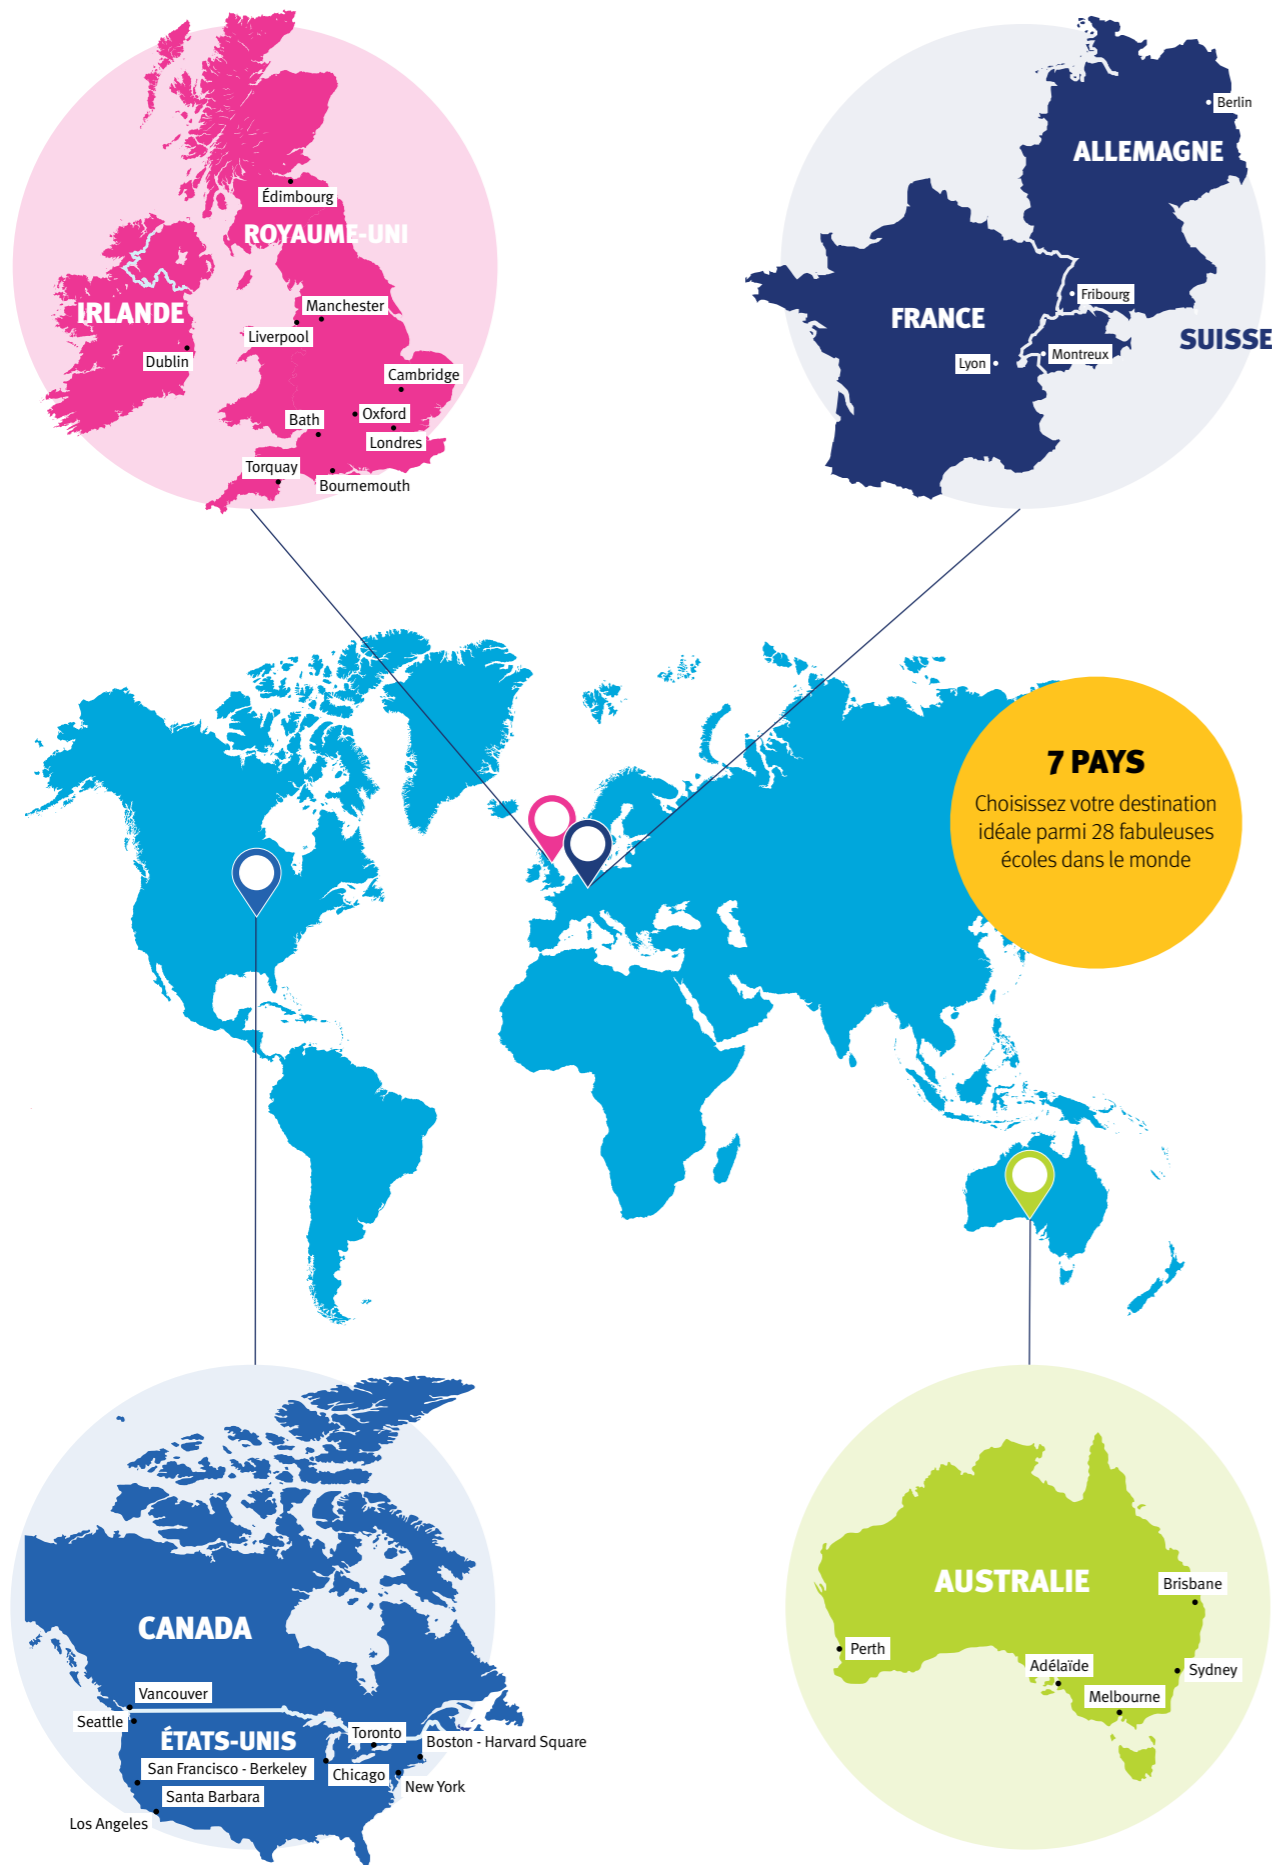 Édimbourg
ROYAUME-UNI
IRLANDE
Manchester
Liverpool
Dublin
Cambridge
Bath
Oxford
Londres
Torquay
Bournemouth
Berlin
ALLEMAGNE
Fribourg
FRANCE
SUISSE
Lyon
Montreux
7 PAYS
Choisissez votre destination
idéale parmi 28 fabuleuses
écoles dans le monde
CANADA
Vancouver
Seattle
ÉTATS-UNIS
Toronto
Boston - Harvard Square
San Francisco - Berkeley
Chicago
New York
Santa Barbara
Los Angeles
AUSTRALIE
Brisbane
Perth
Adélaïde
Sydney
Melbourne